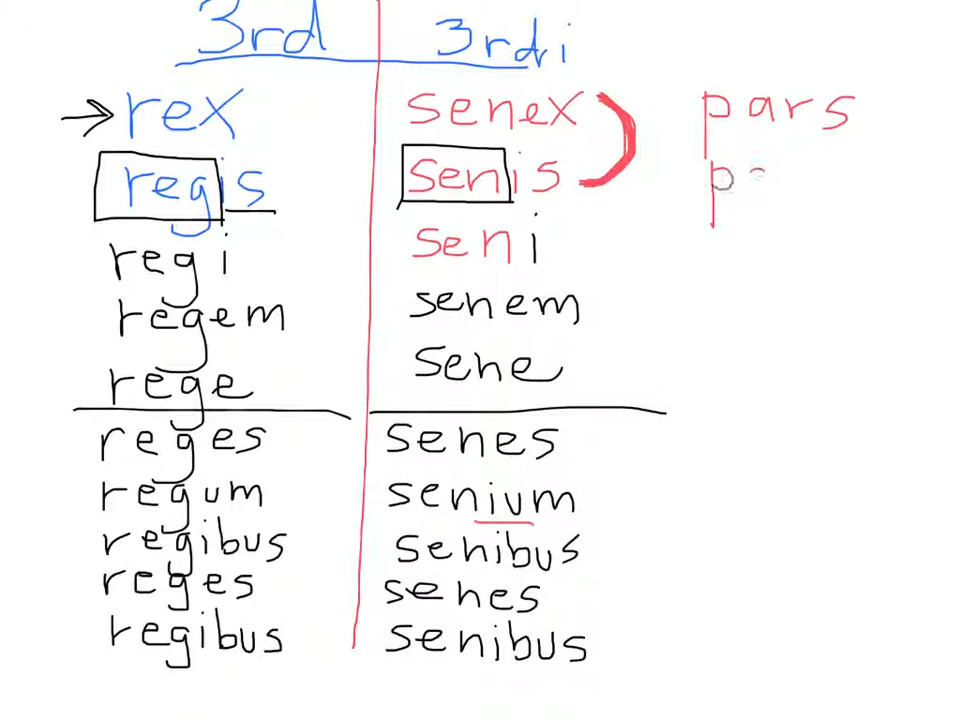 3rd 3rd i
rex senex pars
regis senis p
regi seni
regem senem
rege sene
reges senes
regum senium
regibus senibus
reges senes
regibus senibus